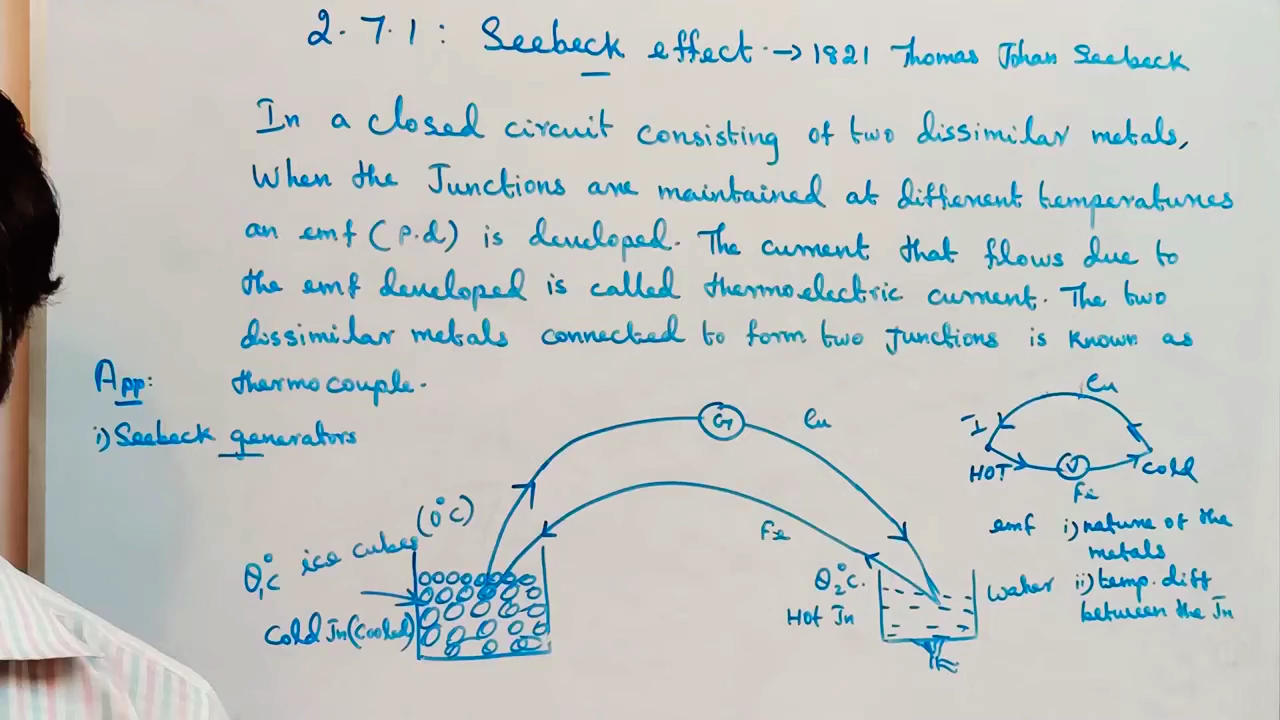 2.7.1: Seebeck effect. → 1821 Thomas Johan Seebeck
In a closed circuit consisting of two dissimilar metals,
When the Junctions are maintained at different temperatures
an emf (p.d) is developed. The current that flows due to
the emf developed is called thermoelectric current. The two
dissimilar metals connected to form two Junctions is known as
thermocouple.
App:
i) Seebeck generators
G
Cu
Fe
θ₁°C
ice cubes (0°C)
Cold Jn (Cooled)
θ₂°C.
Hot Jn
Water
Cu
I
HOT
V
Cold
Fe
emf i) nature of the
metals
ii) temp. diff
between the Jn